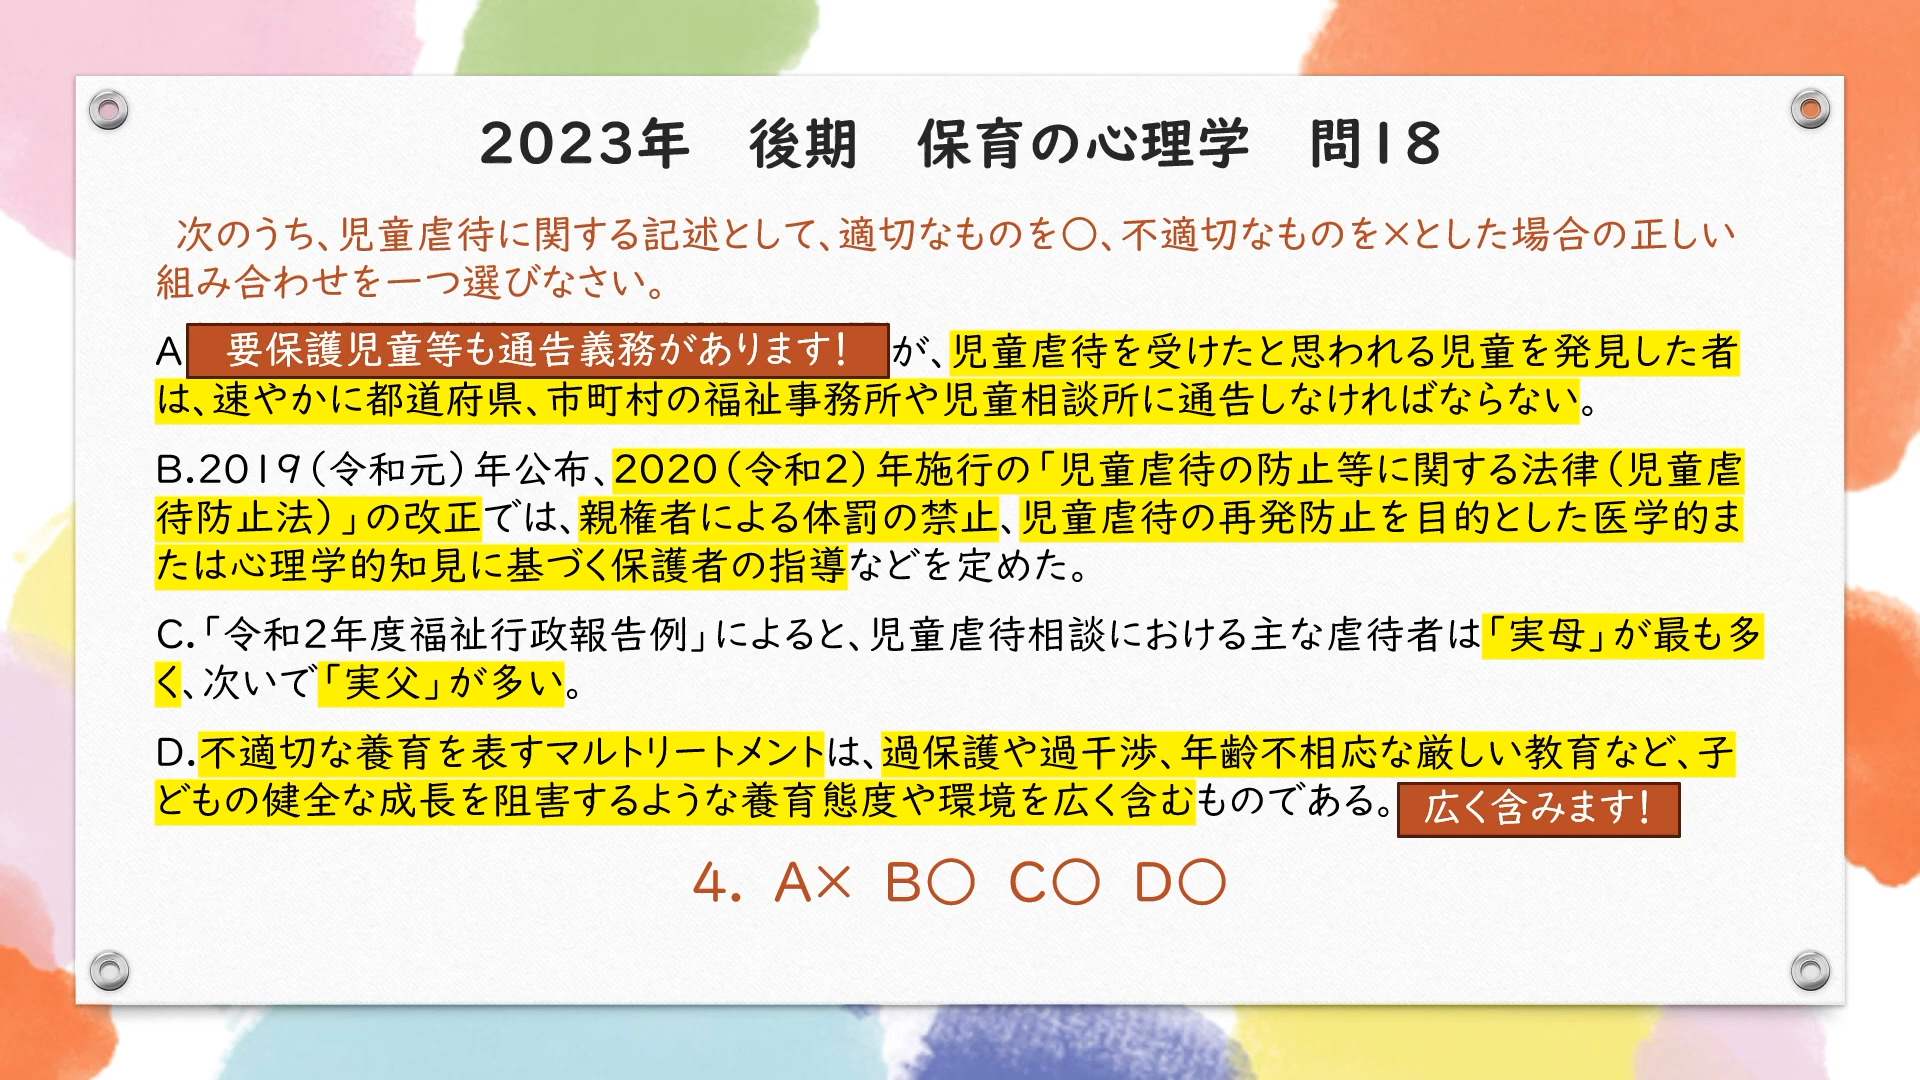 2023年　後期　保育の心理学　問18
次のうち、児童虐待に関する記述として、適切なものを○、不適切なものを×とした場合の正しい
組み合わせを一つ選びなさい。
A 要保護児童等も通告義務があります！ が、児童虐待を受けたと思われる児童を発見した者
は、速やかに都道府県、市町村の福祉事務所や児童相談所に通告しなければならない。
B.2019（令和元）年公布、2020（令和2）年施行の「児童虐待の防止等に関する法律（児童虐
待防止法）」の改正では、親権者による体罰の禁止、児童虐待の再発防止を目的とした医学的ま
たは心理学的知見に基づく保護者の指導などを定めた。
C.「令和2年度福祉行政報告例」によると、児童虐待相談における主な虐待者は「実母」が最も多
く、次いで「実父」が多い。
D.不適切な養育を表すマルトリートメントは、過保護や過干渉、年齢不相応な厳しい教育など、子
どもの健全な成長を阻害するような養育態度や環境を広く含むものである。 広く含みます！
4. A× B○ C○ D○